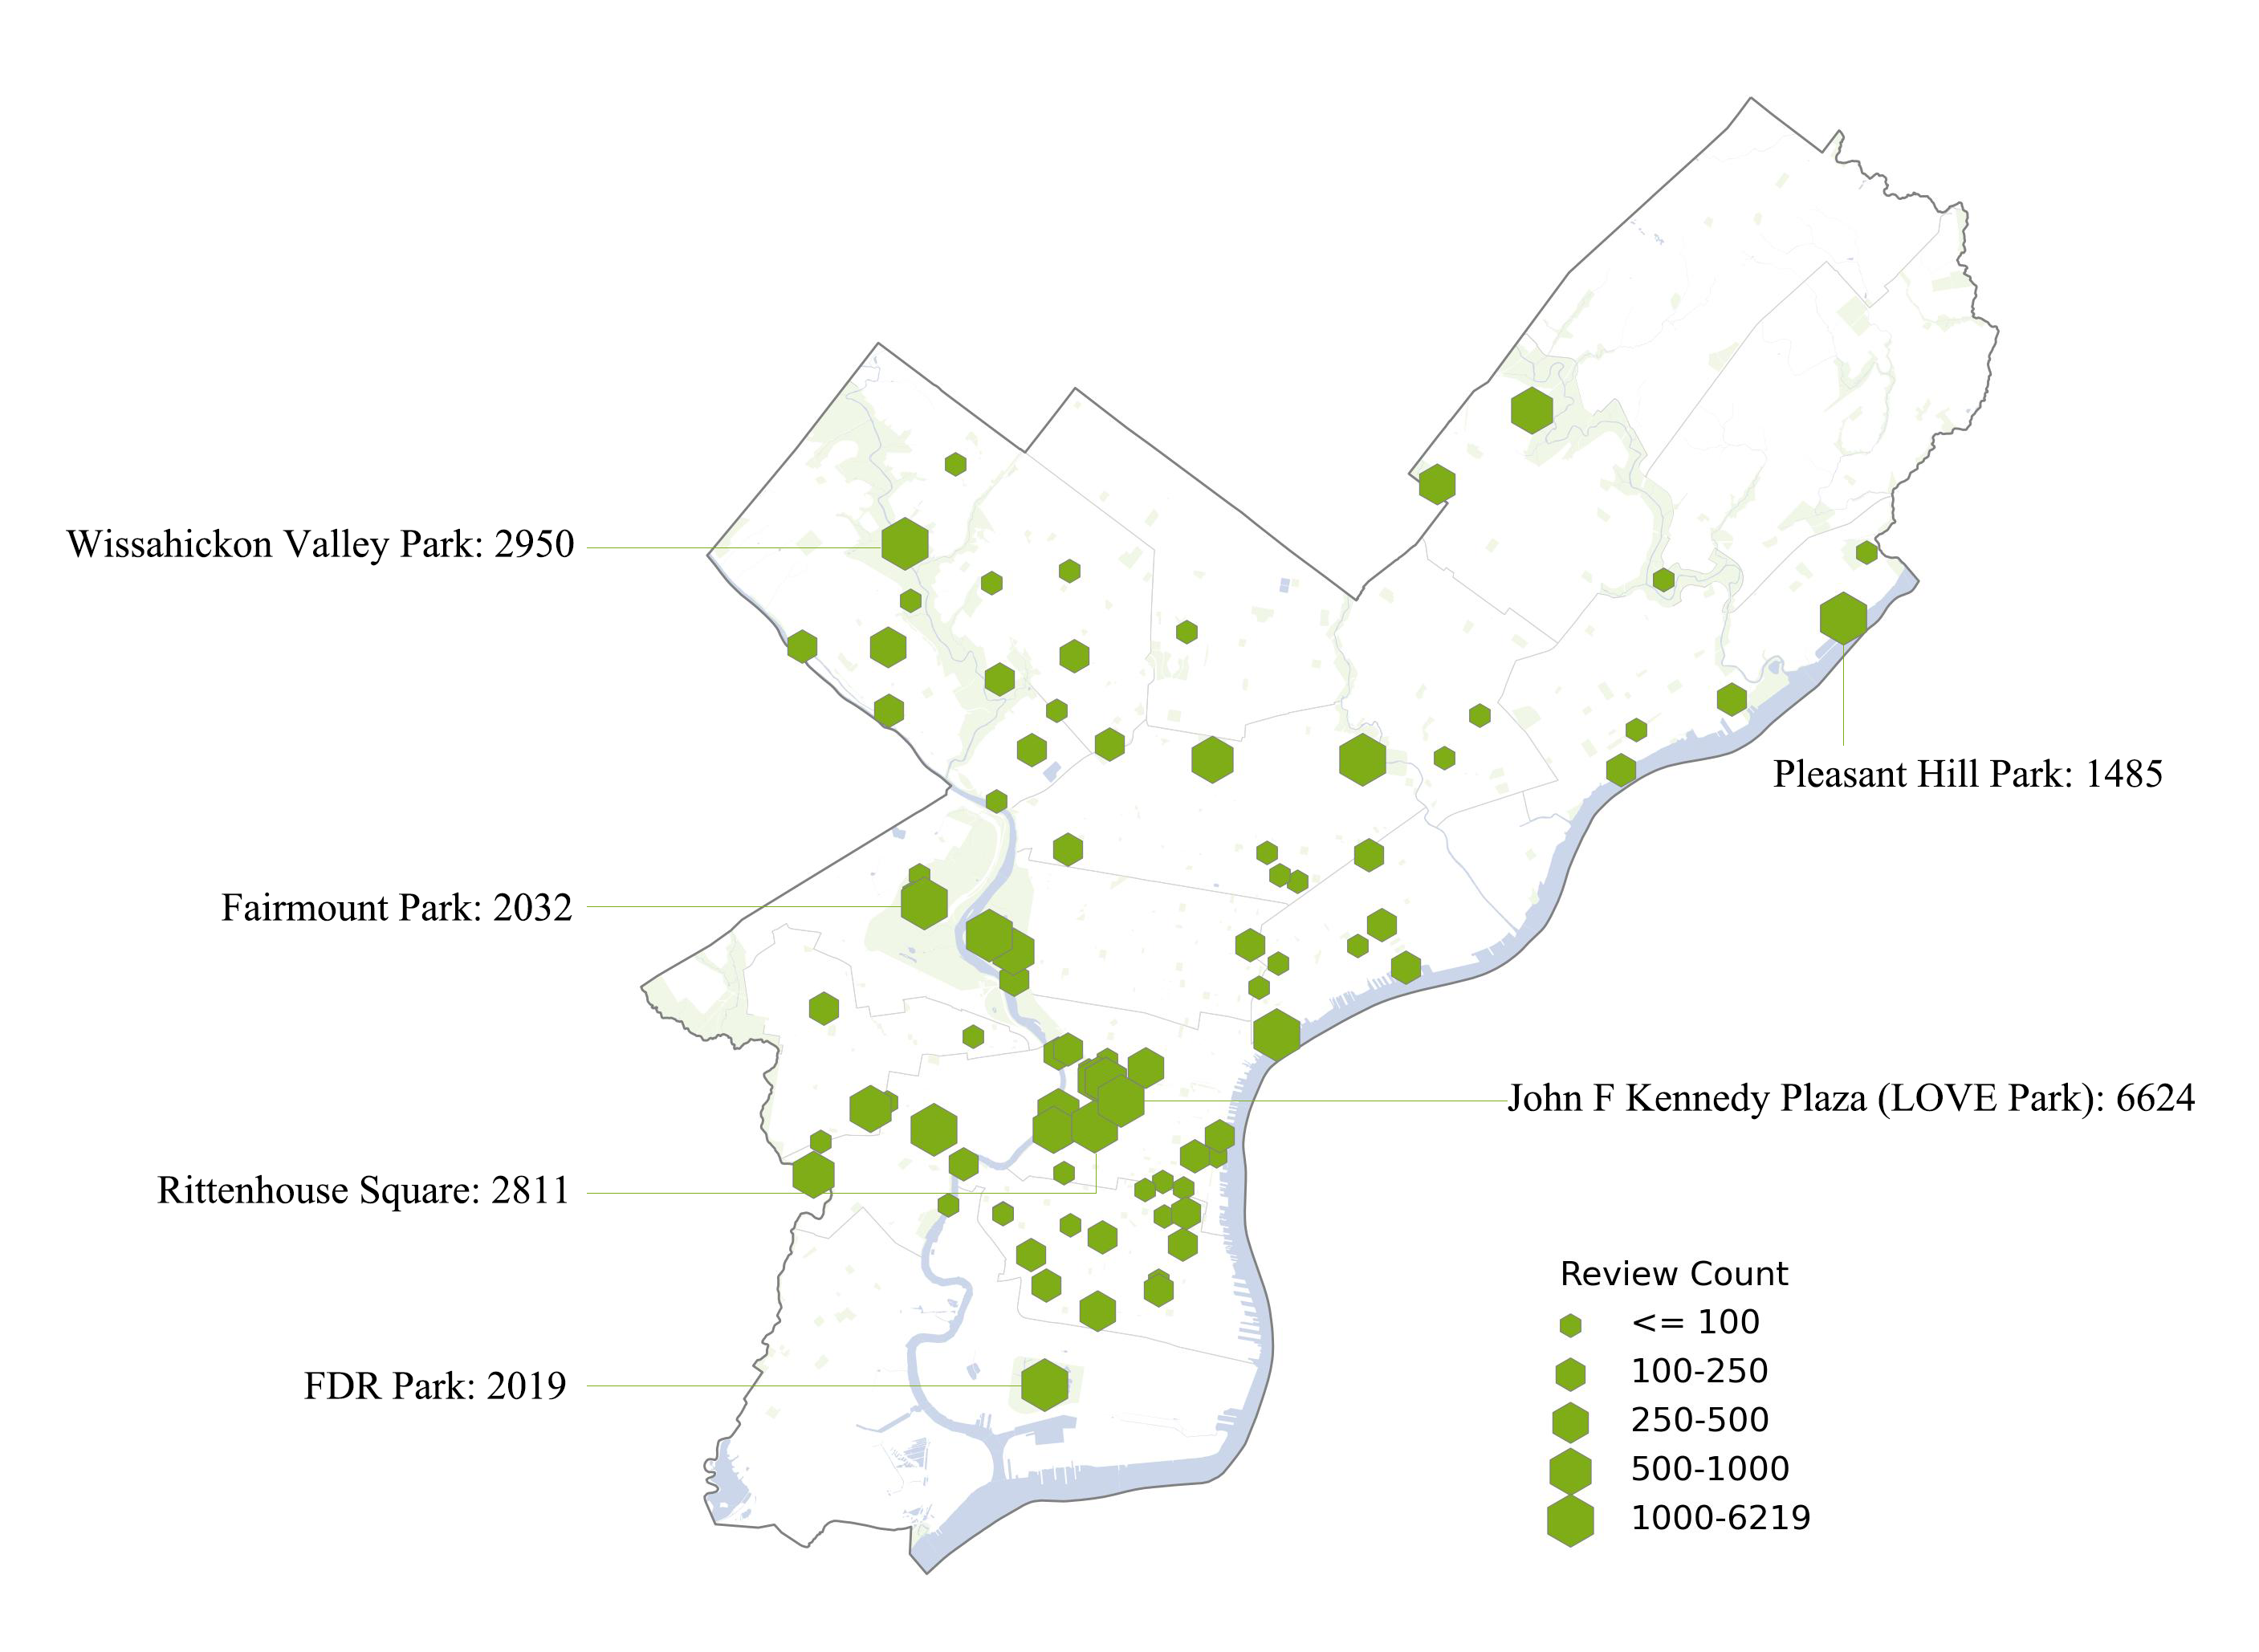 Wissahickon Valley Park: 2950
Pleasant Hill Park: 1485
Fairmount Park: 2032
John F Kennedy Plaza (LOVE Park): 6624
Rittenhouse Square: 2811
FDR Park: 2019
Review Count
<= 100
100-250
250-500
500-1000
1000-6219